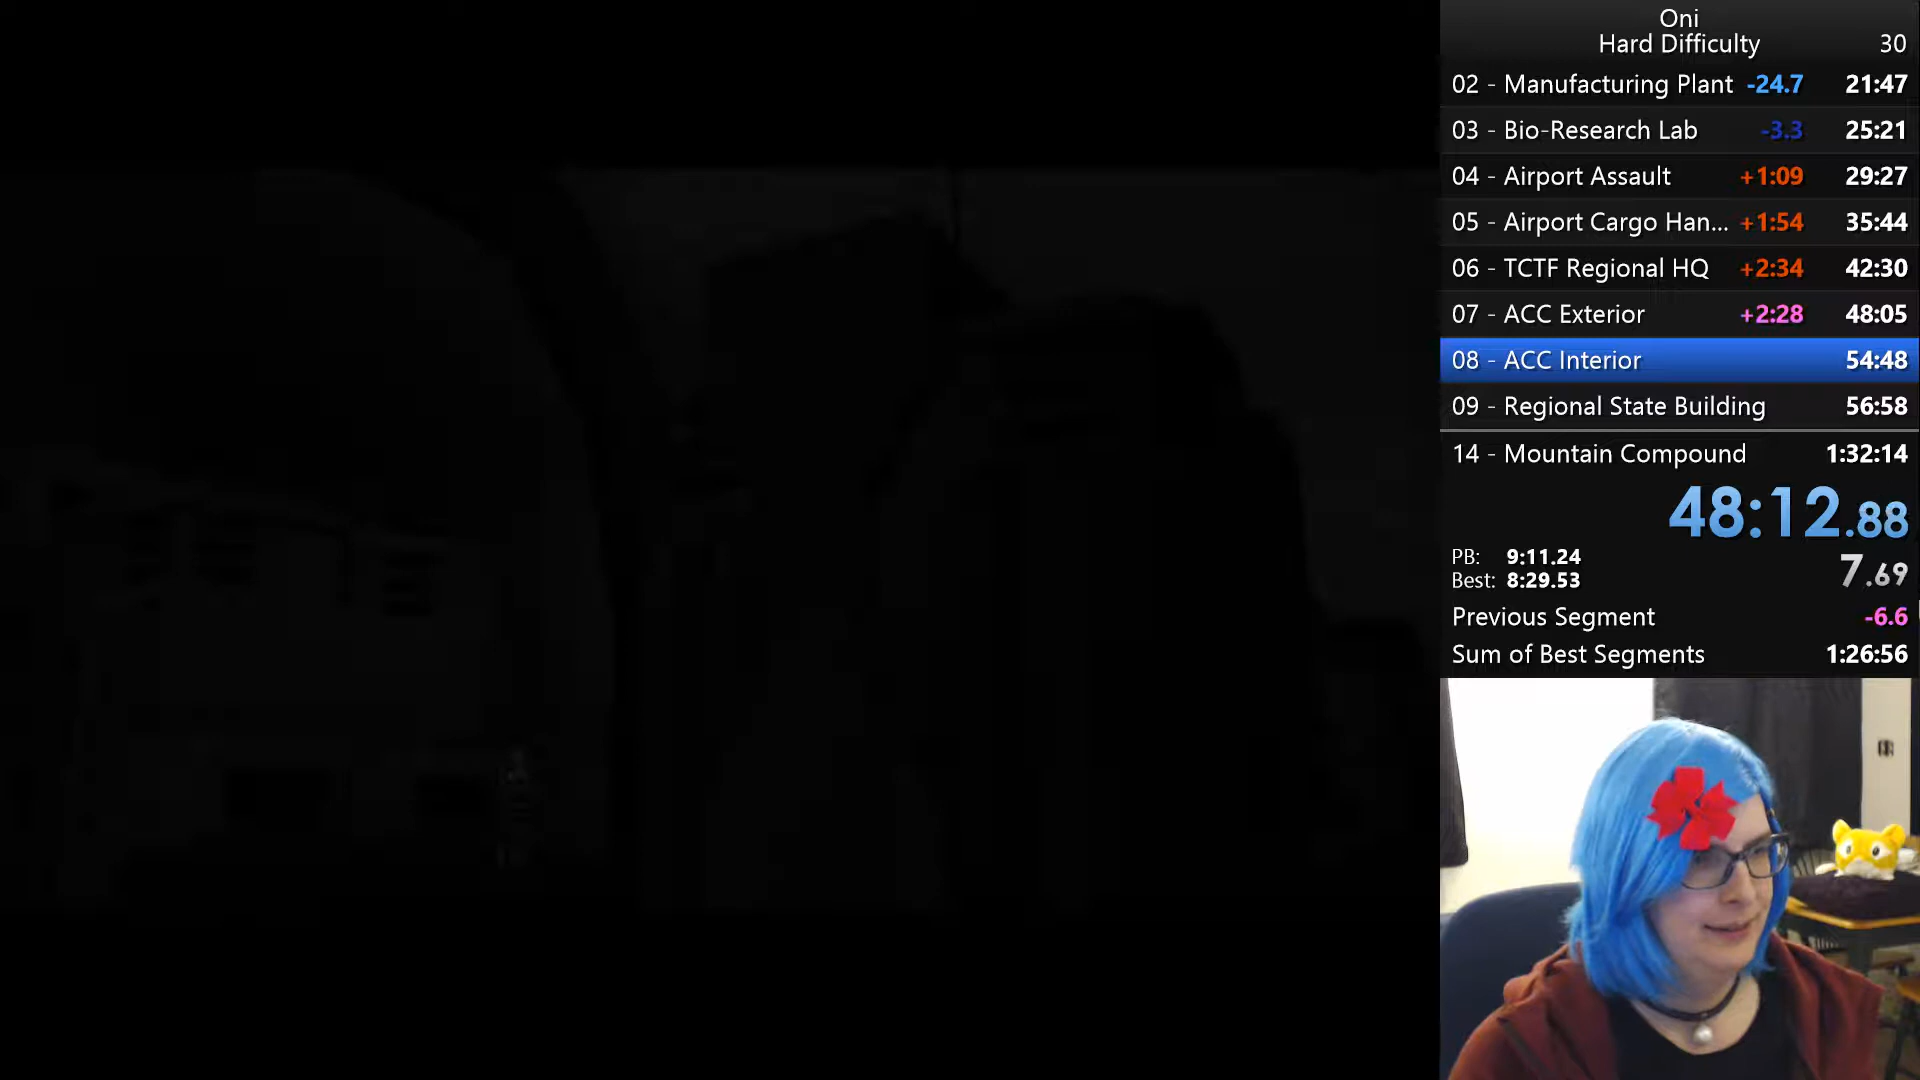 Oni
Hard Difficulty 30
02 - Manufacturing Plant -24.7 21:47
03 - Bio-Research Lab -3.3 25:21
04 - Airport Assault +1:09 29:27
05 - Airport Cargo Han... +1:54 35:44
06 - TCTF Regional HQ +2:34 42:30
07 - ACC Exterior +2:28 48:05
08 - ACC Interior 54:48
09 - Regional State Building 56:58
14 - Mountain Compound 1:32:14
48:12.88
PB: 9:11.24 7.69
Best: 8:29.53
Previous Segment -6.6
Sum of Best Segments 1:26:56